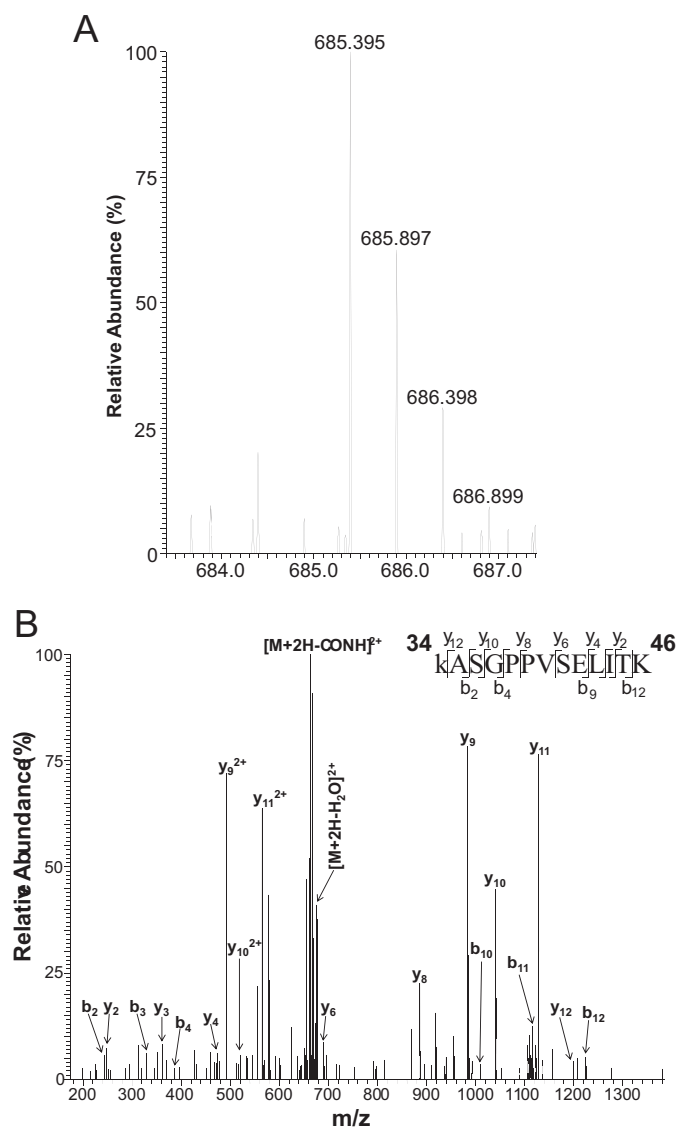 A
Relative Abundance (%)
100
75
50
25
0
685.395
685.897
686.398
686.899
684.0 685.0 686.0 687.0
B
[M+2H-CONH]²⁺
34 y₁₂ y₁₀ y₈ y₆ y₄ y₂ 46
kASGPPVSELITK
b₂ b₄ b₉ b₁₂
Relative Abundance(%)
100
75
50
25
0
y₉²⁺
y₁₁²⁺
[M+2H-H₂O]²⁺
y₉
y₁₁
y₁₀
y₁₀²⁺
b₁₀
b₁₁
y₈
b₂ y₂ b₃ y₃ b₄ y₄ y₆ y₁₂ b₁₂
200 300 400 500 600 700 800 900 1000 1100 1200 1300
m/z